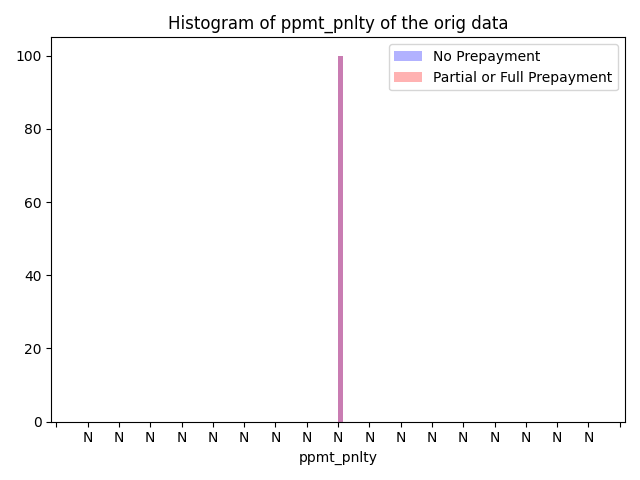 Histogram of ppmt_pnlty of the orig data
No Prepayment
Partial or Full Prepayment
100
80
60
40
20
0
N N N N N N N N N N N N N N N N N
ppmt_pnlty